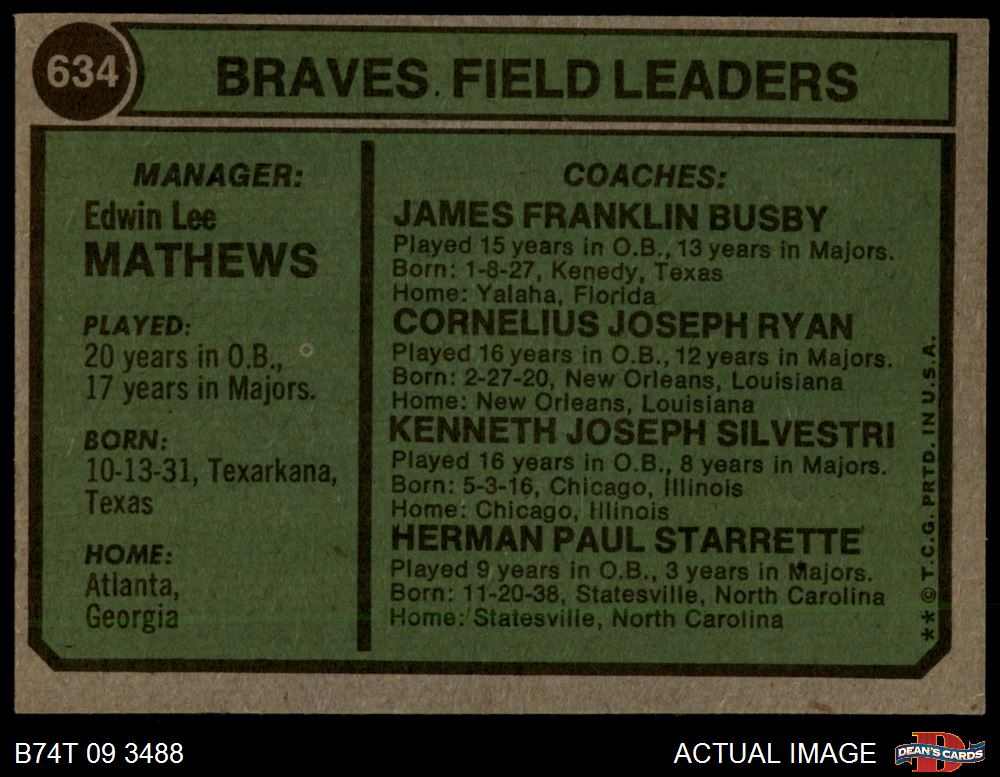 634
BRAVES FIELD LEADERS
MANAGER:
Edwin Lee
MATHEWS
PLAYED:
20 years in O.B.,
17 years in Majors.
BORN:
10-13-31, Texarkana,
Texas
HOME:
Atlanta,
Georgia
COACHES:
JAMES FRANKLIN BUSBY
Played 15 years in O.B., 13 years in Majors.
Born: 1-8-27, Kenedy, Texas
Home: Yalaha, Florida
CORNELIUS JOSEPH RYAN
Played 16 years in O.B., 12 years in Majors.
Born: 2-27-20, New Orleans, Louisiana
Home: New Orleans, Louisiana
KENNETH JOSEPH SILVESTRI
Played 16 years in O.B., 8 years in Majors.
Born: 5-3-16, Chicago, Illinois
Home: Chicago, Illinois
HERMAN PAUL STARRETTE
Played 9 years in O.B., 3 years in Majors.
Born: 11-20-38, Statesville, North Carolina
Home: Statesville, North Carolina
** © T.C.G. PRTD. IN U.S.A.
B74T 09 3488
ACTUAL IMAGE
DEAN'S CARDS